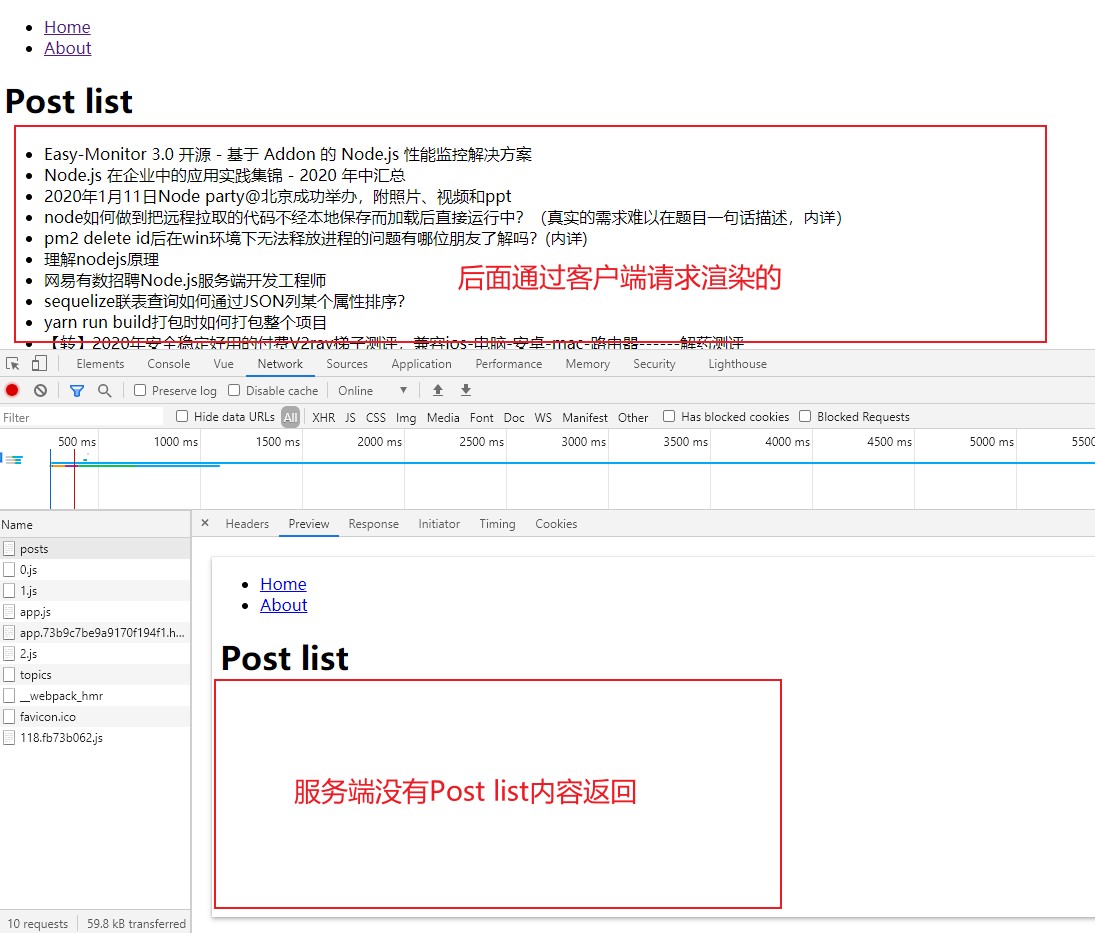 Home
About
Post list
Easy-Monitor 3.0 开源 - 基于 Addon 的 Node.js 性能监控解决方案
Node.js 在企业中的应用实践集锦 - 2020 年中汇总
2020年1月11日Node party@北京成功举办，附照片、视频和ppt
node如何做到把远程拉取的代码不经本地保存而加载后直接运行中？（真实的需求难以在题目一句话描述，内详）
pm2 delete id后在win环境下无法释放进程的问题有哪位朋友了解吗？(内详)
理解nodejs原理
网易有数招聘Node.js服务端开发工程师
后面通过客户端请求渲染的
sequelize联表查询如何通过JSON列某个属性排序？
yarn run build打包时如何打包整个项目
【转】2020年安全稳定好用的付费V2ray梯子测评，兼容ios-电脑-安卓-mac-路由器------解药测评
Elements Console Vue Network Sources Application Performance Memory Security Lighthouse
Preserve log Disable cache Online
Filter Hide data URLs All XHR JS CSS Img Media Font Doc WS Manifest Other Has blocked cookies Blocked Requests
500 ms 1000 ms 1500 ms 2000 ms 2500 ms 3000 ms 3500 ms 4000 ms 4500 ms 5000 ms 5500
Name
× Headers Preview Response Initiator Timing Cookies
posts
0.js
1.js
app.js
app.73b9c7be9a9170f194f1.h...
2.js
topics
__webpack_hmr
favicon.ico
118.fb73b062.js
Home
About
Post list
服务端没有Post list内容返回
10 requests 59.8 kB transferred